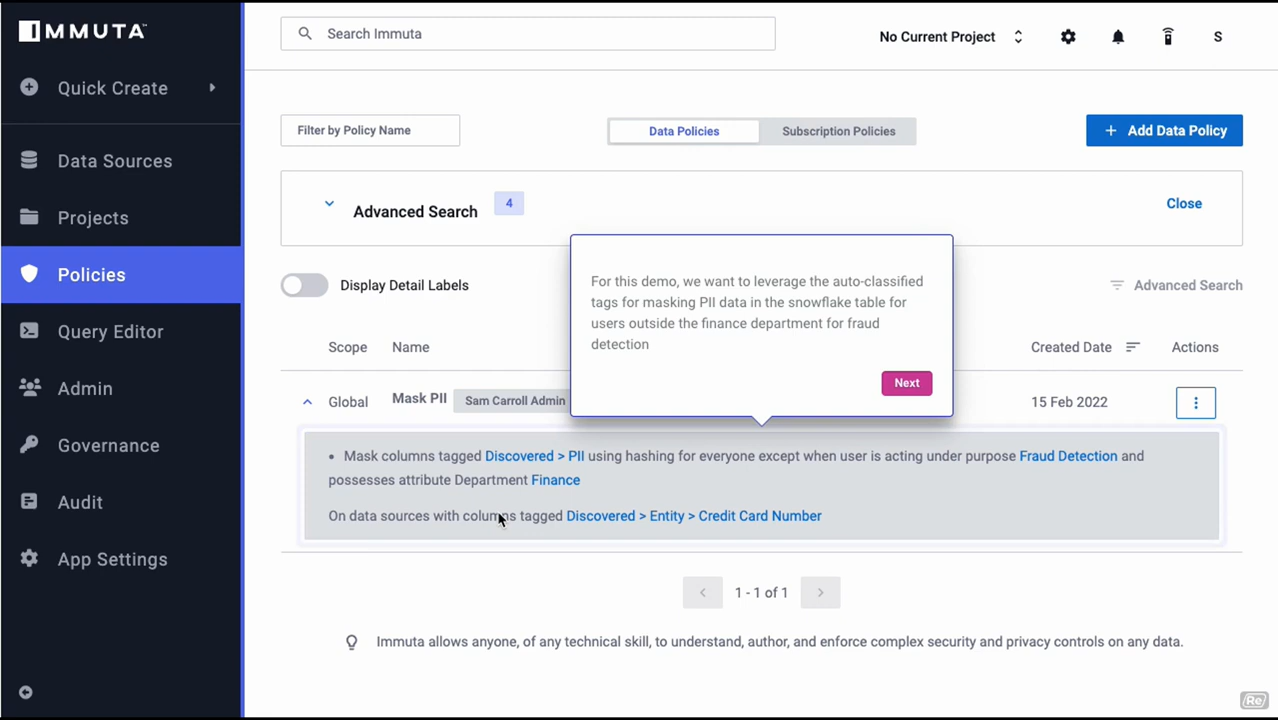 IMMUTA™
Search Immuta
No Current Project
S
Quick Create
Data Sources
Projects
Policies
Query Editor
Admin
Governance
Audit
App Settings
Filter by Policy Name
Data Policies
Subscription Policies
+ Add Data Policy
Advanced Search
4
Close
Display Detail Labels
Advanced Search
For this demo, we want to leverage the auto-classified
tags for masking PII data in the snowflake table for
users outside the finance department for fraud
detection
Next
Scope
Name
Created Date
Actions
Global
Mask PII
Sam Carroll Admin
15 Feb 2022
• Mask columns tagged Discovered > PII using hashing for everyone except when user is acting under purpose Fraud Detection and
possesses attribute Department Finance
On data sources with columns tagged Discovered > Entity > Credit Card Number
1 - 1 of 1
Immuta allows anyone, of any technical skill, to understand, author, and enforce complex security and privacy controls on any data.
Re